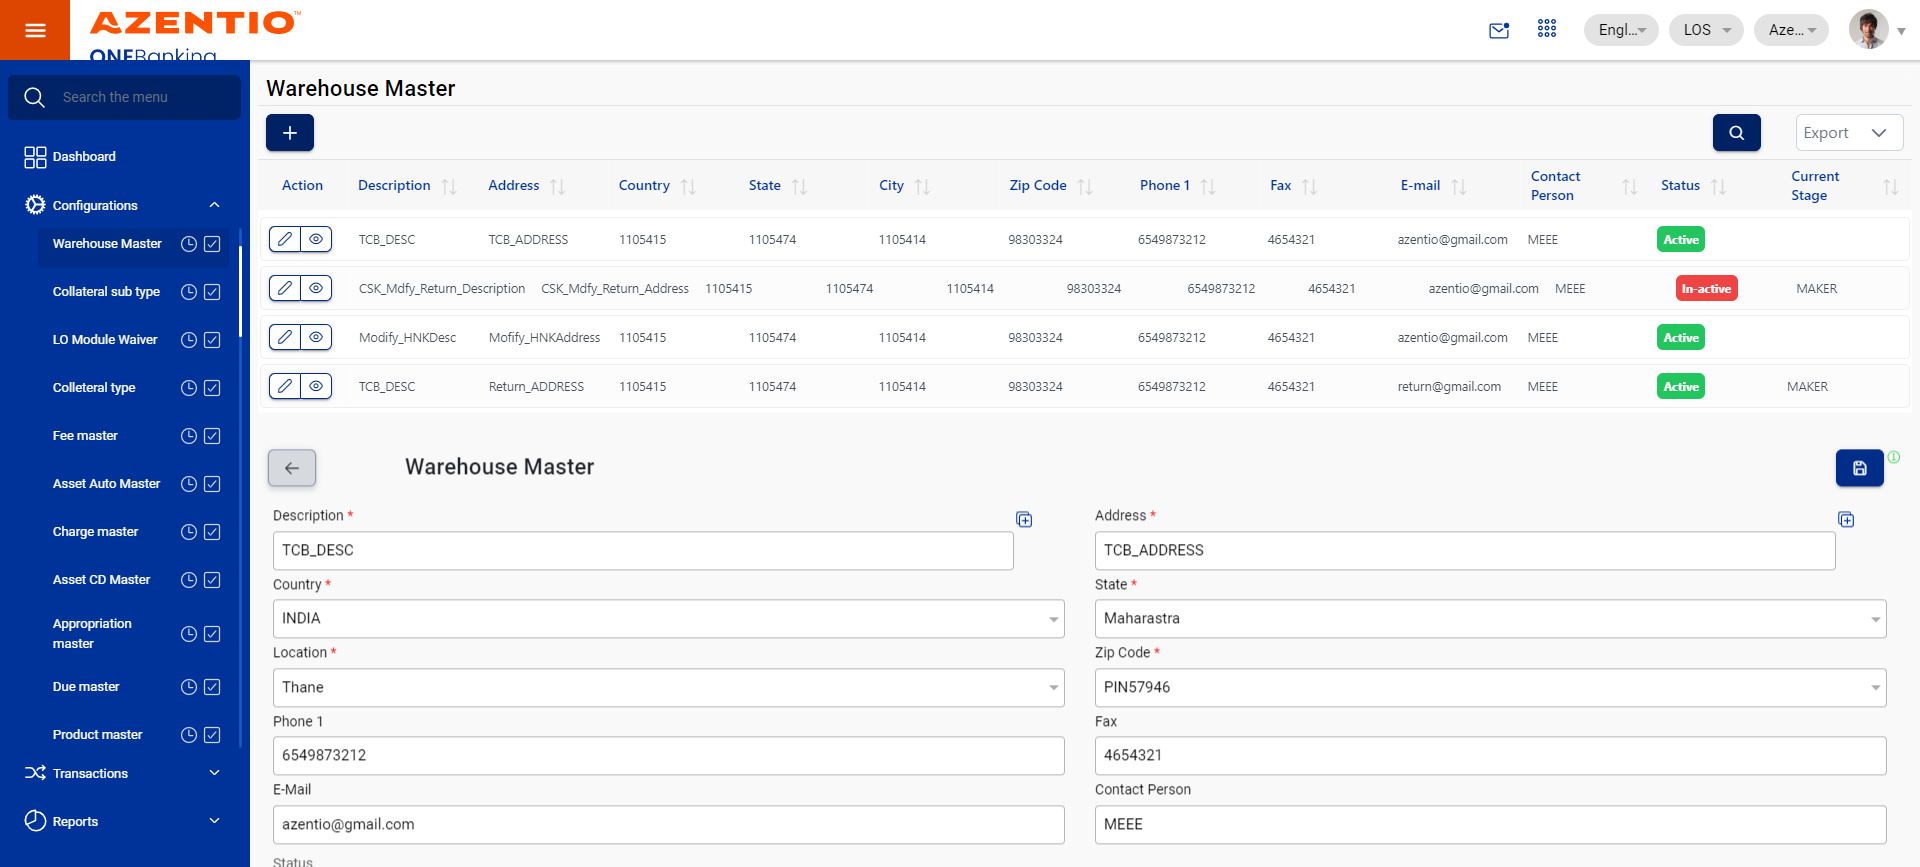 AZENTIO™
ONEBanking
Engl...
LOS
Aze...
Search the menu
Dashboard
Configurations
Warehouse Master
Collateral sub type
LO Module Waiver
Colleteral type
Fee master
Asset Auto Master
Charge master
Asset CD Master
Appropriation
master
Due master
Product master
Transactions
Reports
Warehouse Master
Export
Action Description Address Country State City Zip Code Phone 1 Fax E-mail Contact Person Status Current Stage
TCB_DESC TCB_ADDRESS 1105415 1105474 1105414 98303324 6549873212 4654321 azentio@gmail.com MEEE Active
CSK_Mdfy_Return_Description CSK_Mdfy_Return_Address 1105415 1105474 1105414 98303324 6549873212 4654321 azentio@gmail.com MEEE In-active MAKER
Modify_HNKDesc Mofify_HNKAddress 1105415 1105474 1105414 98303324 6549873212 4654321 azentio@gmail.com MEEE Active
TCB_DESC Return_ADDRESS 1105415 1105474 1105414 98303324 6549873212 4654321 return@gmail.com MEEE Active MAKER
Warehouse Master
Description * Address *
TCB_DESC TCB_ADDRESS
Country * State *
INDIA Maharastra
Location * Zip Code *
Thane PIN57946
Phone 1 Fax
6549873212 4654321
E-Mail Contact Person
azentio@gmail.com MEEE
Status